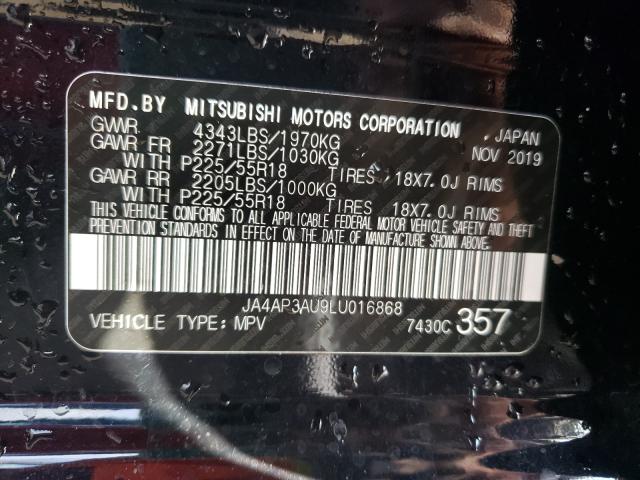 MFD.BY MITSUBISHI MOTORS CORPORATION
GWWR 4343LBS/1970KG JAPAN
GAWR FR 2271LBS/1030KG NOV 2019
WITH P225/55R18 TIRES 18X7.0J RIMS
GAWR RR 2205LBS/1000KG
WITH P225/55R18 TIRES 18X7.0J RIMS
THIS VEHICLE CONFORMS TO ALL APPLICABLE FEDERAL MOTOR VEHICLE SAFETY AND THEFT
PREVENTION STANDARDS IN EFFECT ON THE DATE OF MANUFACTURE SHOWN ABOVE.
JA4AP3AU9LU016868
VEHICLE TYPE: MPV 7430C 357